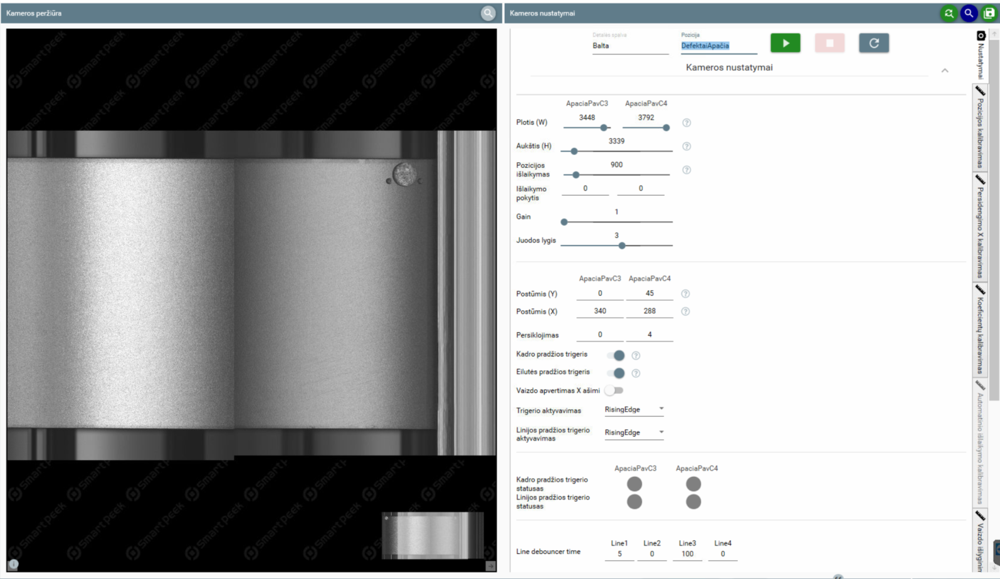 Kameros peržiūra
Kameros nustatymai
SmartPeek
Detalės spalva
Pozicija
Balta
DefektaiApačia
Kameros nustatymai
ApaciaPavC3 ApaciaPavC4
Plotis (W) 3448 3792
Aukštis (H) 3339
Pozicijos
išlaikymas 900
Išlaikymo
pokytis 0 0
Gain 1
Juodos lygis 3
ApaciaPavC3 ApaciaPavC4
Postūmis (Y) 0 45
Postūmis (X) 340 288
Persiklojimas 0 4
Kadro pradžios trigeris
Eilutės pradžios trigeris
Vaizdo apvertimas X ašimi
Trigerio aktyvavimas RisingEdge
Linijos pradžios trigerio
aktyvavimas RisingEdge
ApaciaPavC3 ApaciaPavC4
Kadro pradžios trigerio
statusas
Linijos pradžios trigerio
statusas
Line1 Line2 Line3 Line4
Line debouncer time 5 0 100 0
Nustatymai
Pozicijos kalibravimas
Persidengimo X kalibravimas
Koeficientų kalibravimas
Automatinio išlaikymo kalibravimas
Vaizdo išlyginim